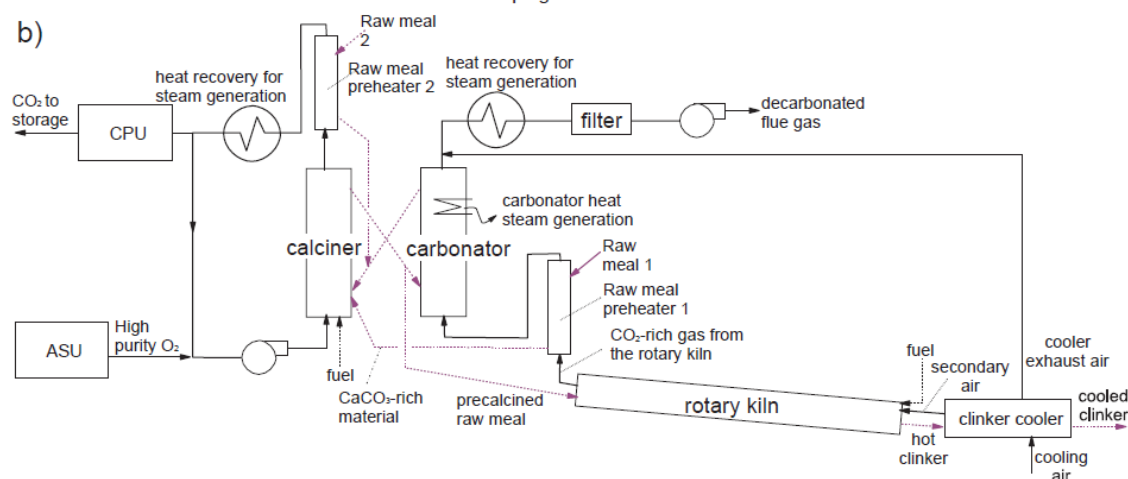 b)
Raw meal
2
Raw meal
preheater 2
heat recovery for
steam generation
CO₂ to
storage
CPU
heat recovery for
steam generation
filter
decarbonated
flue gas
carbonator heat
steam generation
calciner
carbonator
Raw
meal 1
Raw meal
preheater 1
CO₂-rich gas from
the rotary kiln
ASU
High
purity O₂
fuel
CaCO₃-rich
material
precalcined
raw meal
rotary kiln
fuel
secondary
air
cooler
exhaust air
cooled
clinker
clinker cooler
hot
clinker
cooling
air